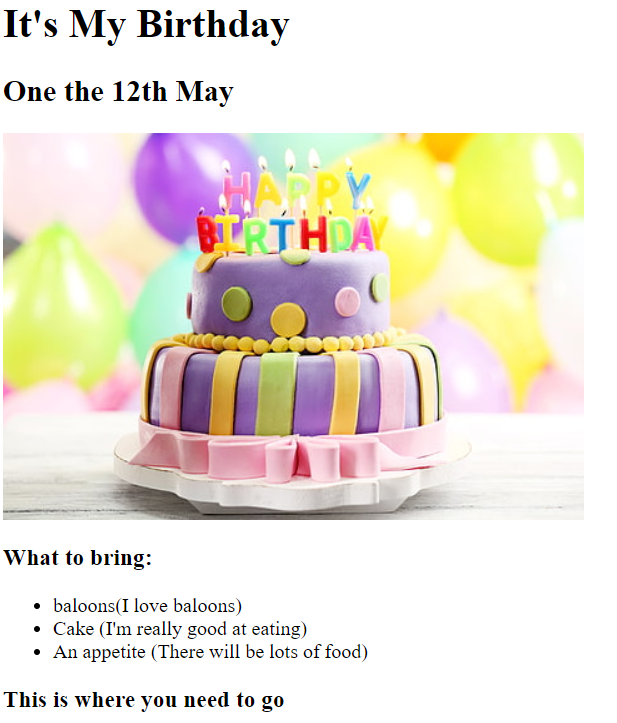 It's My Birthday
One the 12th May
HAPPY
BIRTHDAY
What to bring:
baloons(I love baloons)
Cake (I'm really good at eating)
An appetite (There will be lots of food)
This is where you need to go